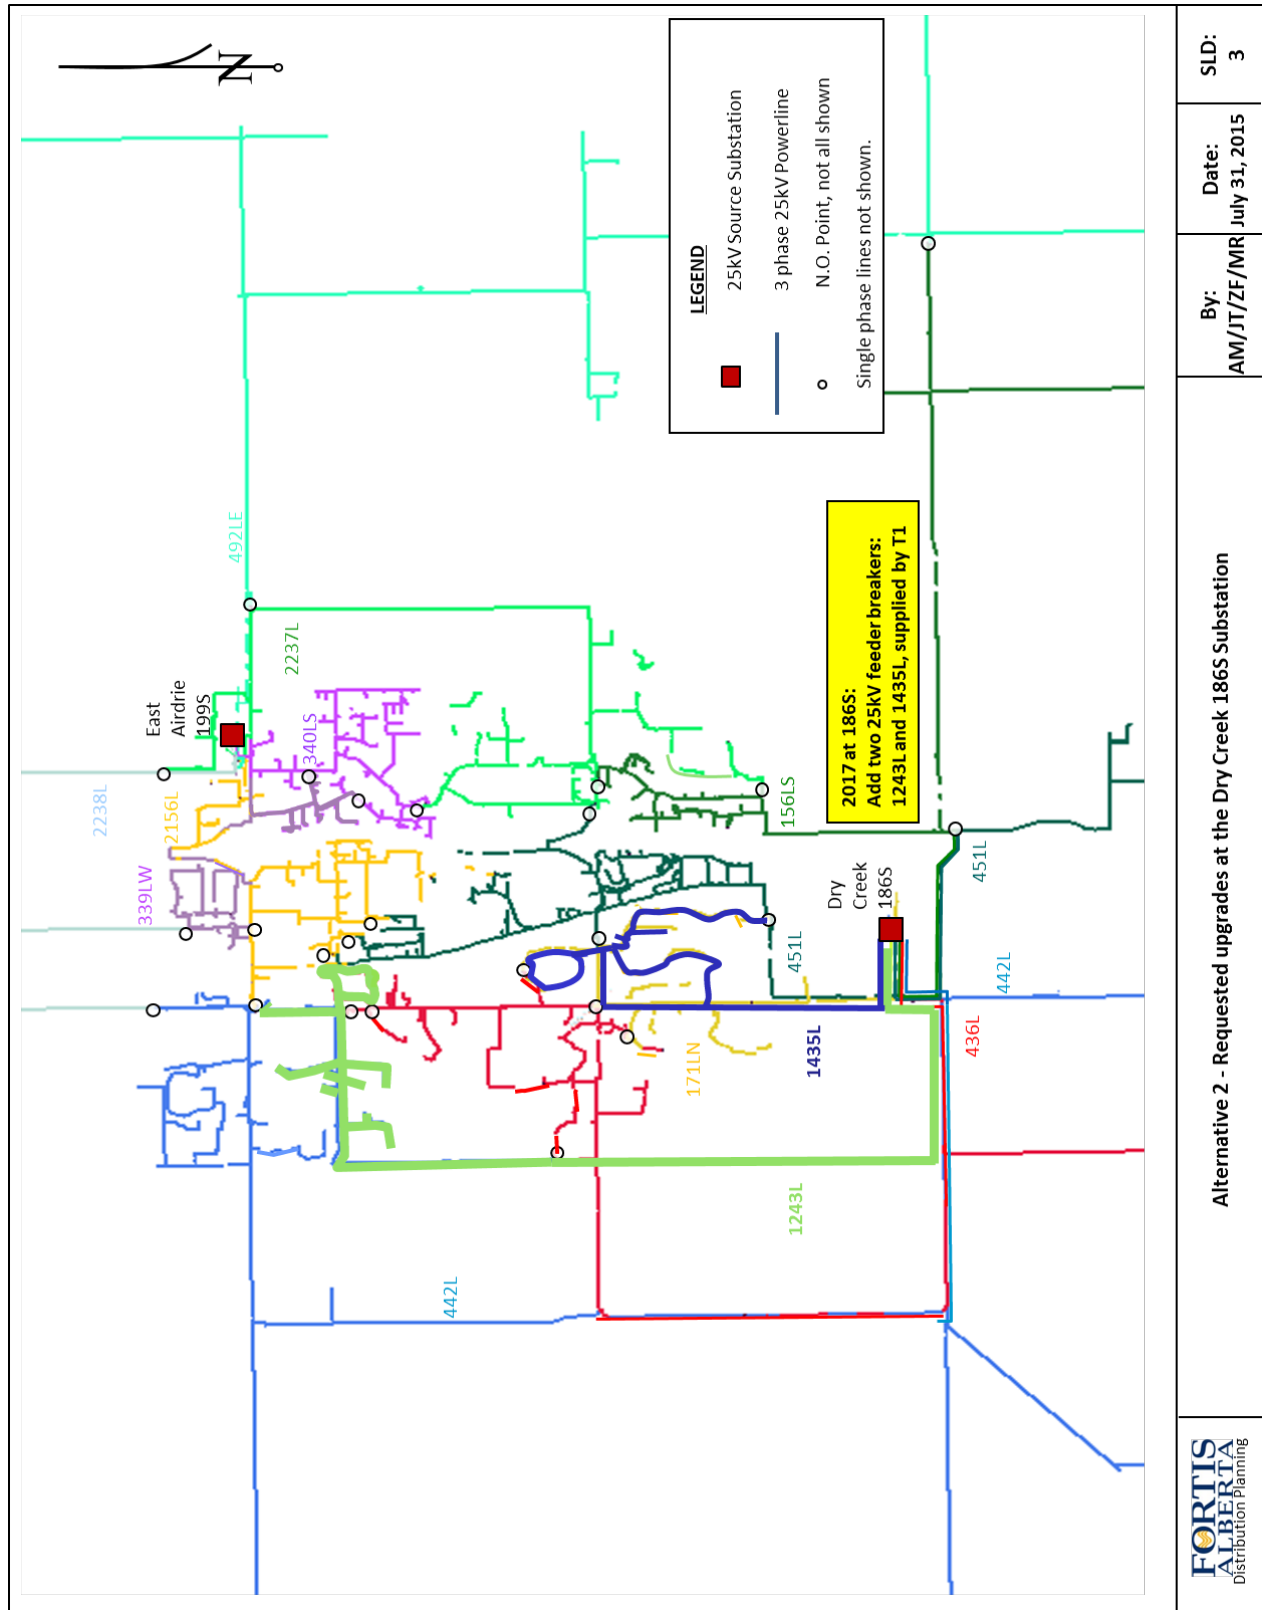 N
LEGEND
25kV Source Substation
3 phase 25kV Powerline
N.O. Point, not all shown
Single phase lines not shown.
492LE
2237L
East
Airdrie
199S
340LS
2238L
2156L
339LW
156LS
2017 at 186S:
Add two 25kV feeder breakers:
1243L and 1435L, supplied by T1
Dry
Creek
186S
451L
451L
442L
436L
1435L
171LN
1243L
442L
FORTIS
ALBERTA
Distribution Planning
Alternative 2 - Requested upgrades at the Dry Creek 186S Substation
By:
AM/JT/ZF/MR
Date:
July 31, 2015
SLD:
3